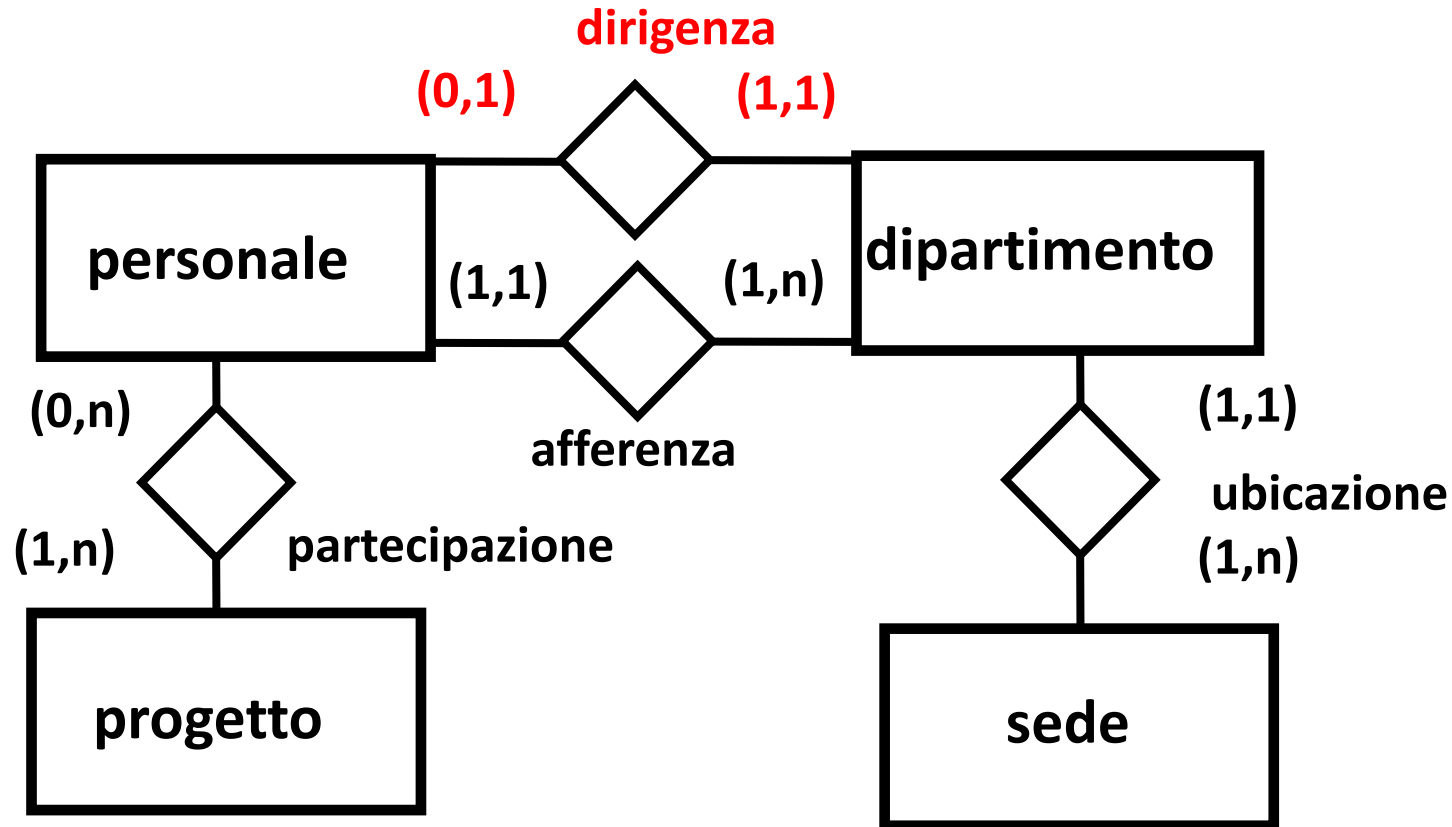 dirigenza
(0,1)
(1,1)
personale
dipartimento
(1,1)
(1,n)
afferenza
(0,n)
(1,1)
ubicazione
(1,n)
partecipazione
(1,n)
progetto
sede